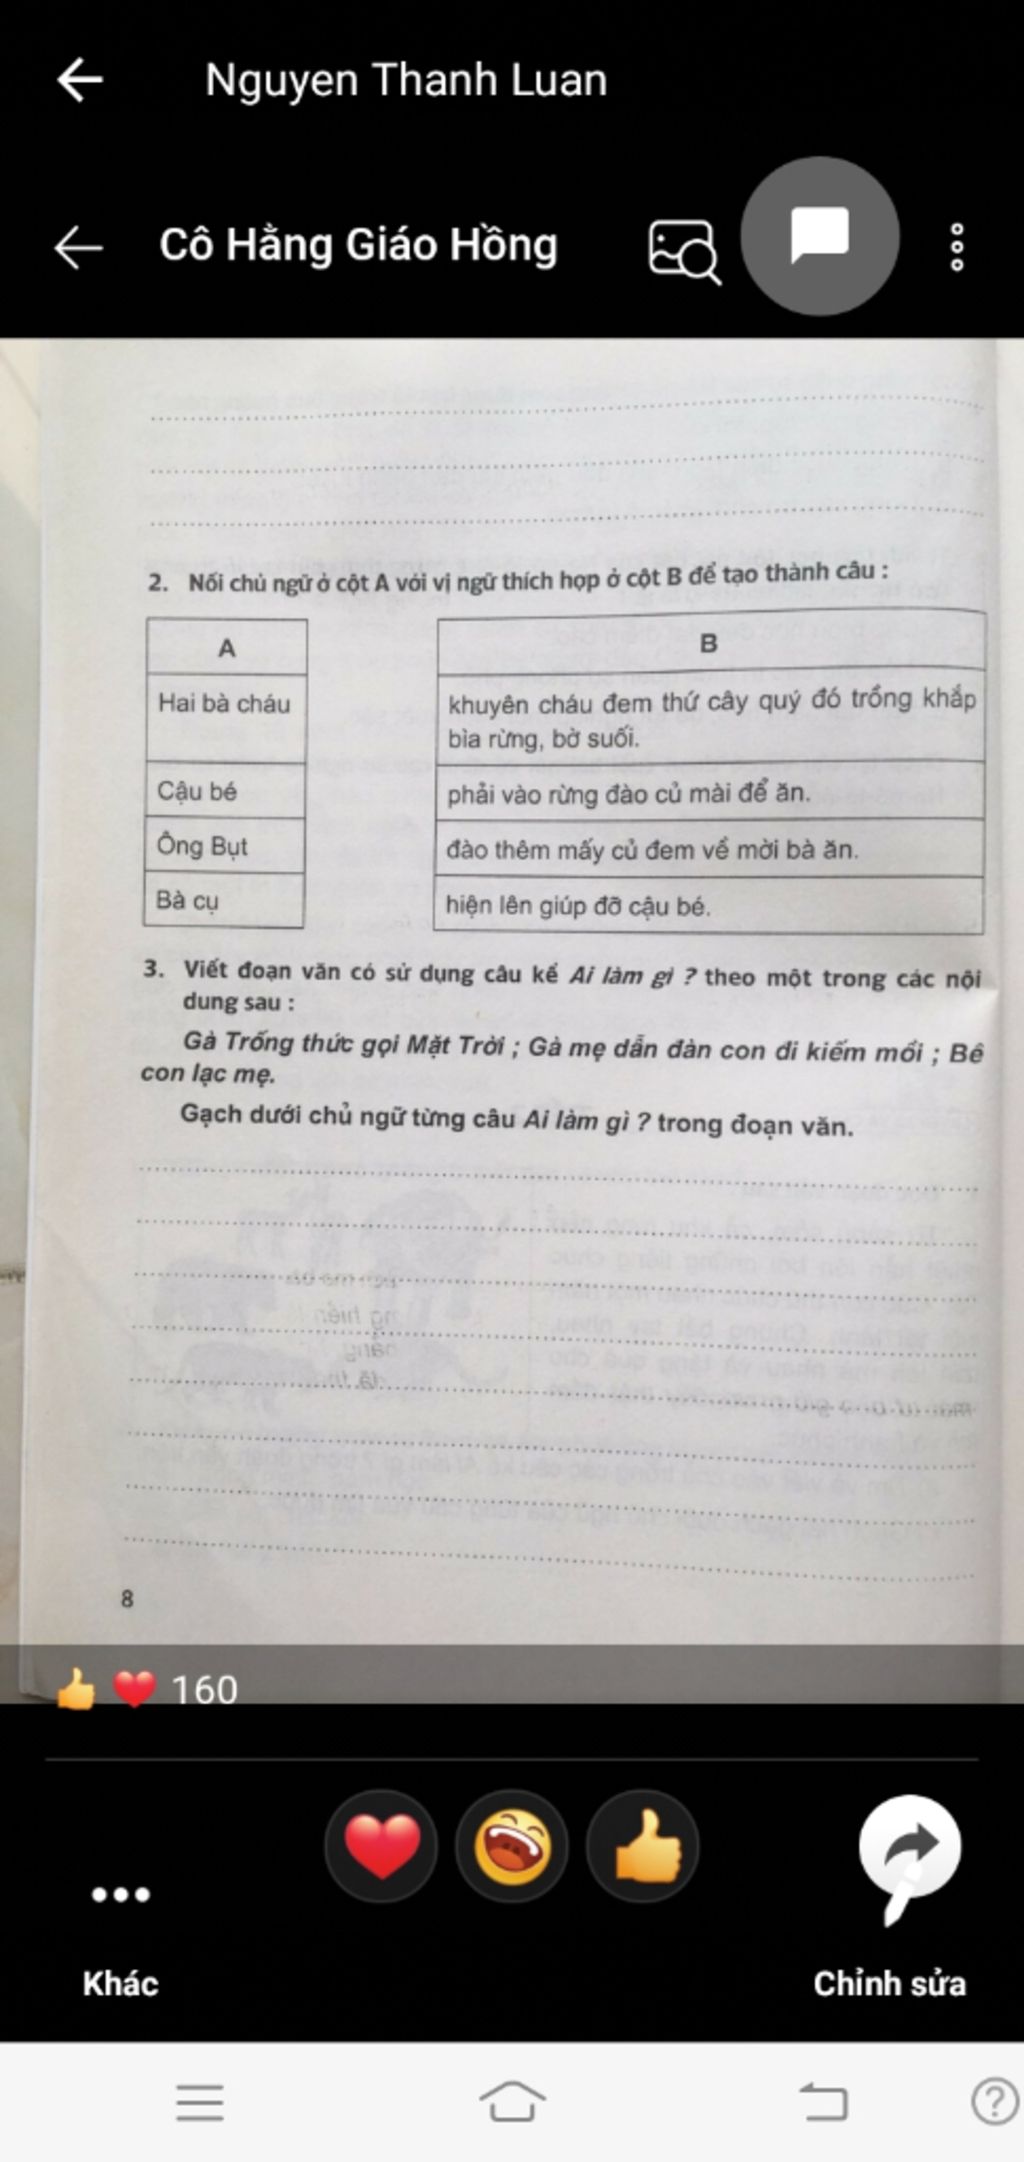 Nguyen Thanh Luan
Cô Hằng Giáo Hồng
2. Nối chủ ngữ ở cột A với vị ngữ thích hợp ở cột B để tạo thành câu :
A
B
Hai bà cháu
khuyên cháu đem thứ cây quý đó trồng khắp
bìa rừng, bờ suối.
Cậu bé
phải vào rừng đào củ mài để ăn.
Ông Bụt
đào thêm mấy củ đem về mời bà ăn.
Bà cụ
hiện lên giúp đỡ cậu bé.
3. Viết đoạn văn có sử dụng câu kể Ai làm gì ? theo một trong các nội
dung sau :
Gà Trống thức gọi Mặt Trời ; Gà mẹ dẫn đàn con đi kiếm mồi ; Bê
con lạc mẹ.
Gạch dưới chủ ngữ từng câu Ai làm gì ? trong đoạn văn.
8
160
Khác
Chỉnh sửa